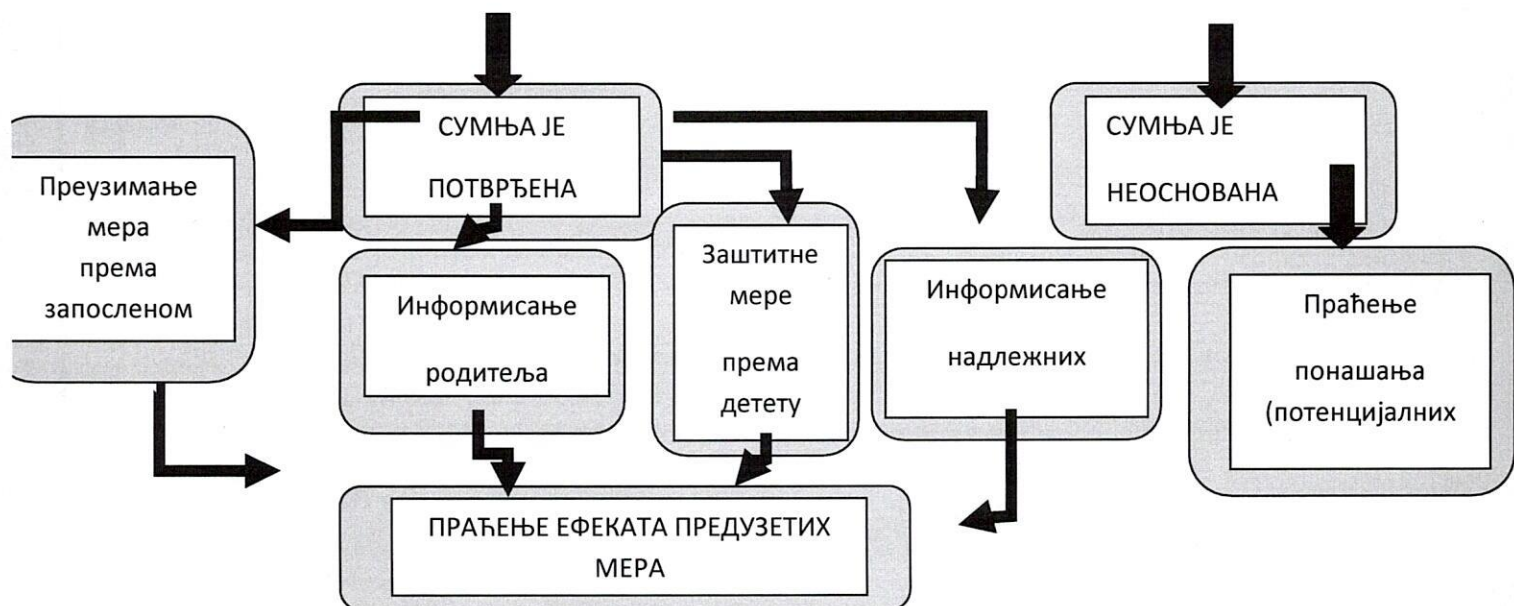 СУМЊА ЈЕ
ПОТВРЂЕНА
СУМЊА ЈЕ
НЕОСНОВАНА
Преузимање
мера
према
запосленом
Информисање
родитеља
Заштитне
мере
према
детету
Информисање
надлежних
Праћење
понашања
(потенцијалних
ПРАЋЕЊЕ ЕФЕКАТА ПРЕДУЗЕТИХ
МЕРА